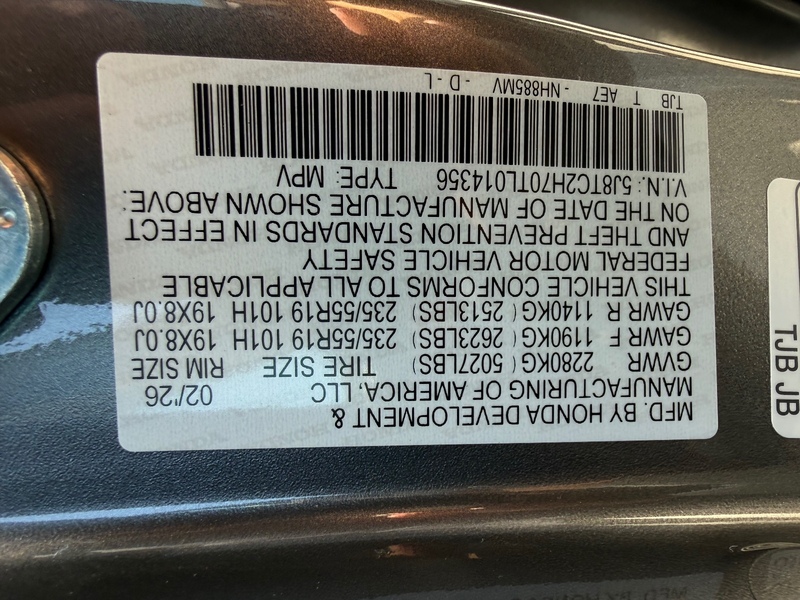 MFD. BY HONDA DEVELOPMENT &
MANUFACTURING OF AMERICA, LLC 02/'26
GVWR 2280KG ( 5027LBS) TIRE SIZE RIM SIZE
GAWR F 1190KG ( 2623LBS) 235/55R19 101H 19X8.0J
GAWR R 1140KG ( 2513LBS) 235/55R19 101H 19X8.0J
THIS VEHICLE CONFORMS TO ALL APPLICABLE
FEDERAL MOTOR VEHICLE SAFETY
AND THEFT PREVENTION STANDARDS IN EFFECT
ON THE DATE OF MANUFACTURE SHOWN ABOVE.
V.I.N.: 5J8TC2H70TL014356 TYPE: MPV
TJB T AE7 - NH885MV - D - L
TJB JB